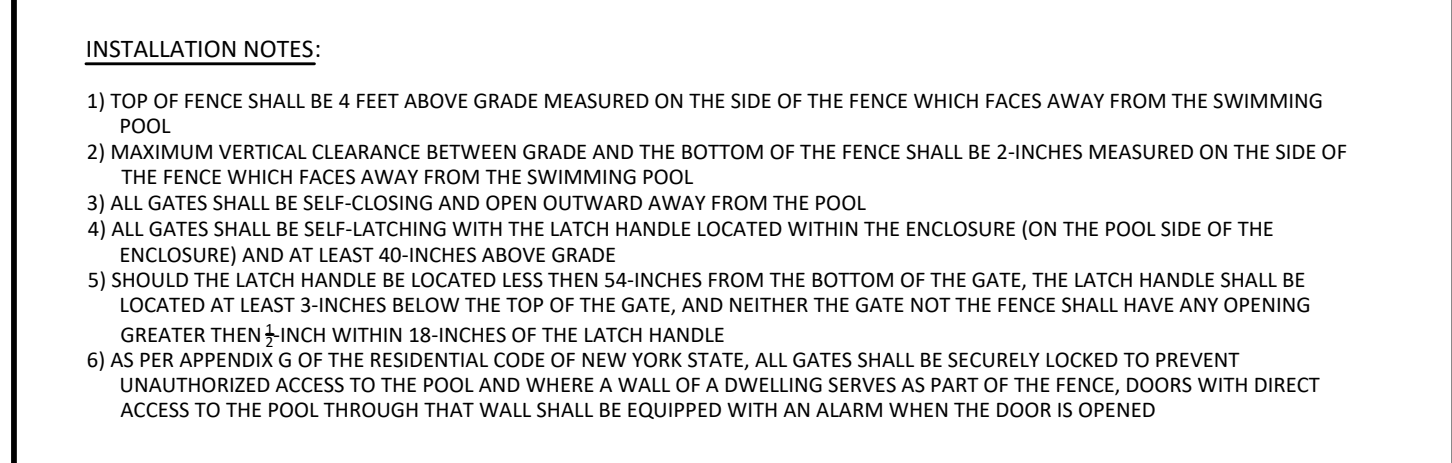 INSTALLATION NOTES:
1) TOP OF FENCE SHALL BE 4 FEET ABOVE GRADE MEASURED ON THE SIDE OF THE FENCE WHICH FACES AWAY FROM THE SWIMMING
POOL
2) MAXIMUM VERTICAL CLEARANCE BETWEEN GRADE AND THE BOTTOM OF THE FENCE SHALL BE 2-INCHES MEASURED ON THE SIDE OF
THE FENCE WHICH FACES AWAY FROM THE SWIMMING POOL
3) ALL GATES SHALL BE SELF-CLOSING AND OPEN OUTWARD AWAY FROM THE POOL
4) ALL GATES SHALL BE SELF-LATCHING WITH THE LATCH HANDLE LOCATED WITHIN THE ENCLOSURE (ON THE POOL SIDE OF THE
ENCLOSURE) AND AT LEAST 40-INCHES ABOVE GRADE
5) SHOULD THE LATCH HANDLE BE LOCATED LESS THEN 54-INCHES FROM THE BOTTOM OF THE GATE, THE LATCH HANDLE SHALL BE
LOCATED AT LEAST 3-INCHES BELOW THE TOP OF THE GATE, AND NEITHER THE GATE NOT THE FENCE SHALL HAVE ANY OPENING
GREATER THEN ½-INCH WITHIN 18-INCHES OF THE LATCH HANDLE
6) AS PER APPENDIX G OF THE RESIDENTIAL CODE OF NEW YORK STATE, ALL GATES SHALL BE SECURELY LOCKED TO PREVENT
UNAUTHORIZED ACCESS TO THE POOL AND WHERE A WALL OF A DWELLING SERVES AS PART OF THE FENCE, DOORS WITH DIRECT
ACCESS TO THE POOL THROUGH THAT WALL SHALL BE EQUIPPED WITH AN ALARM WHEN THE DOOR IS OPENED